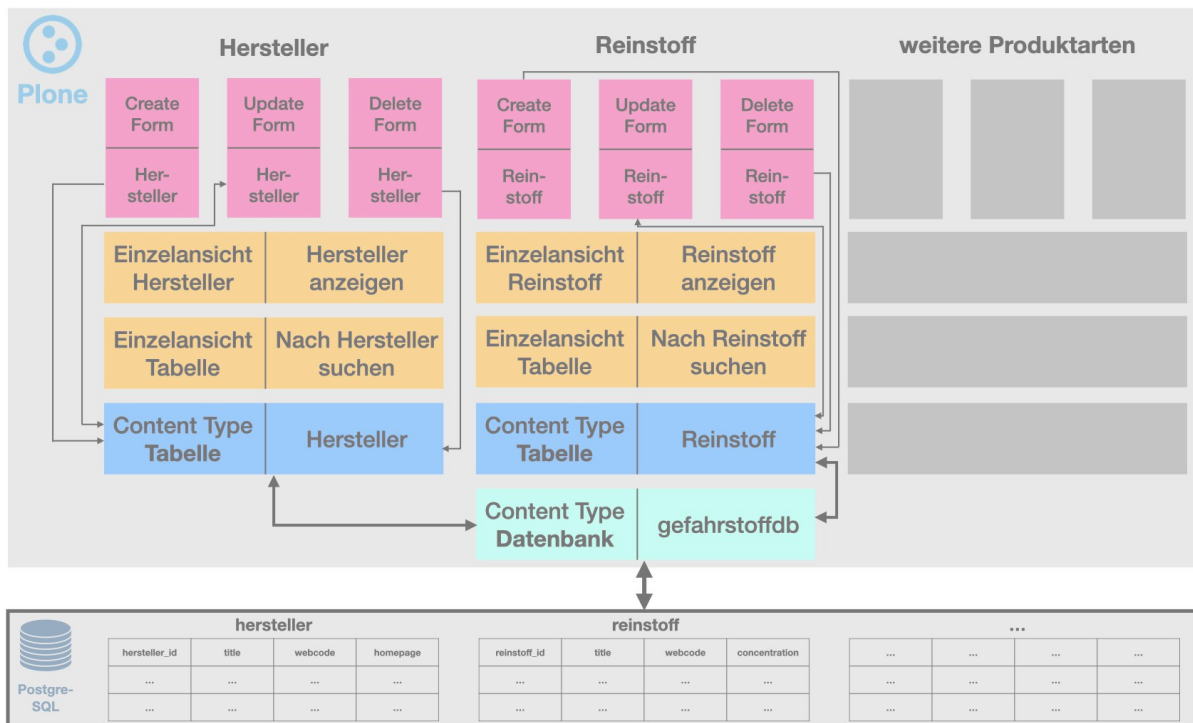 Plone
Hersteller
Reinstoff
weitere Produktarten
Create
Form
Her-
steller
Update
Form
Her-
steller
Delete
Form
Her-
steller
Create
Form
Rein-
stoff
Update
Form
Rein-
stoff
Delete
Form
Rein-
stoff
Einzelansicht
Hersteller
Hersteller
anzeigen
Einzelansicht
Reinstoff
Reinstoff
anzeigen
Einzelansicht
Tabelle
Nach Hersteller
suchen
Einzelansicht
Tabelle
Nach Reinstoff
suchen
Content Type
Tabelle
Hersteller
Content Type
Tabelle
Reinstoff
Content Type
Datenbank
gefahrstoffdb
Postgre-
SQL
hersteller
hersteller_id title webcode homepage
... ... ... ...
... ... ... ...
reinstoff
reinstoff_id title webcode concentration
... ... ... ...
... ... ... ...
...
... ... ... ...
... ... ... ...
... ... ... ...